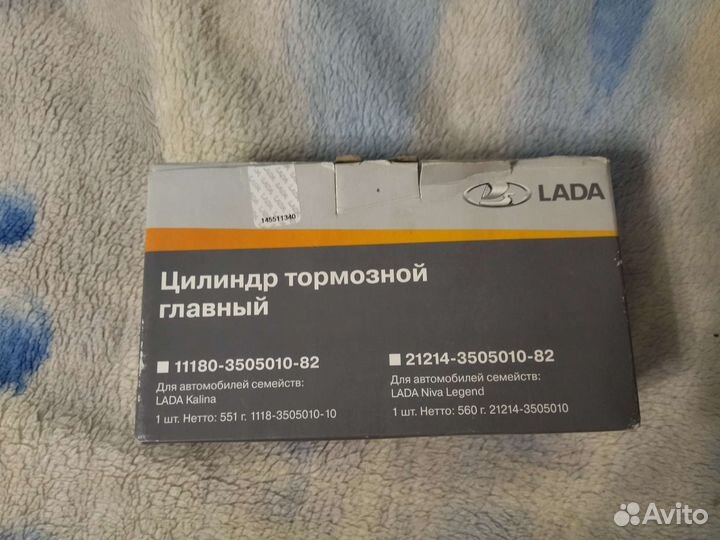 145511340
LADA
Цилиндр тормозной
главный
11180-3505010-82
Для автомобилей семейств:
LADA Kalina
1 шт. Нетто: 551 г. 1118-3505010-10
21214-3505010-82
Для автомобилей семейств:
LADA Niva Legend
1 шт. Нетто: 560 г. 21214-3505010
Avito